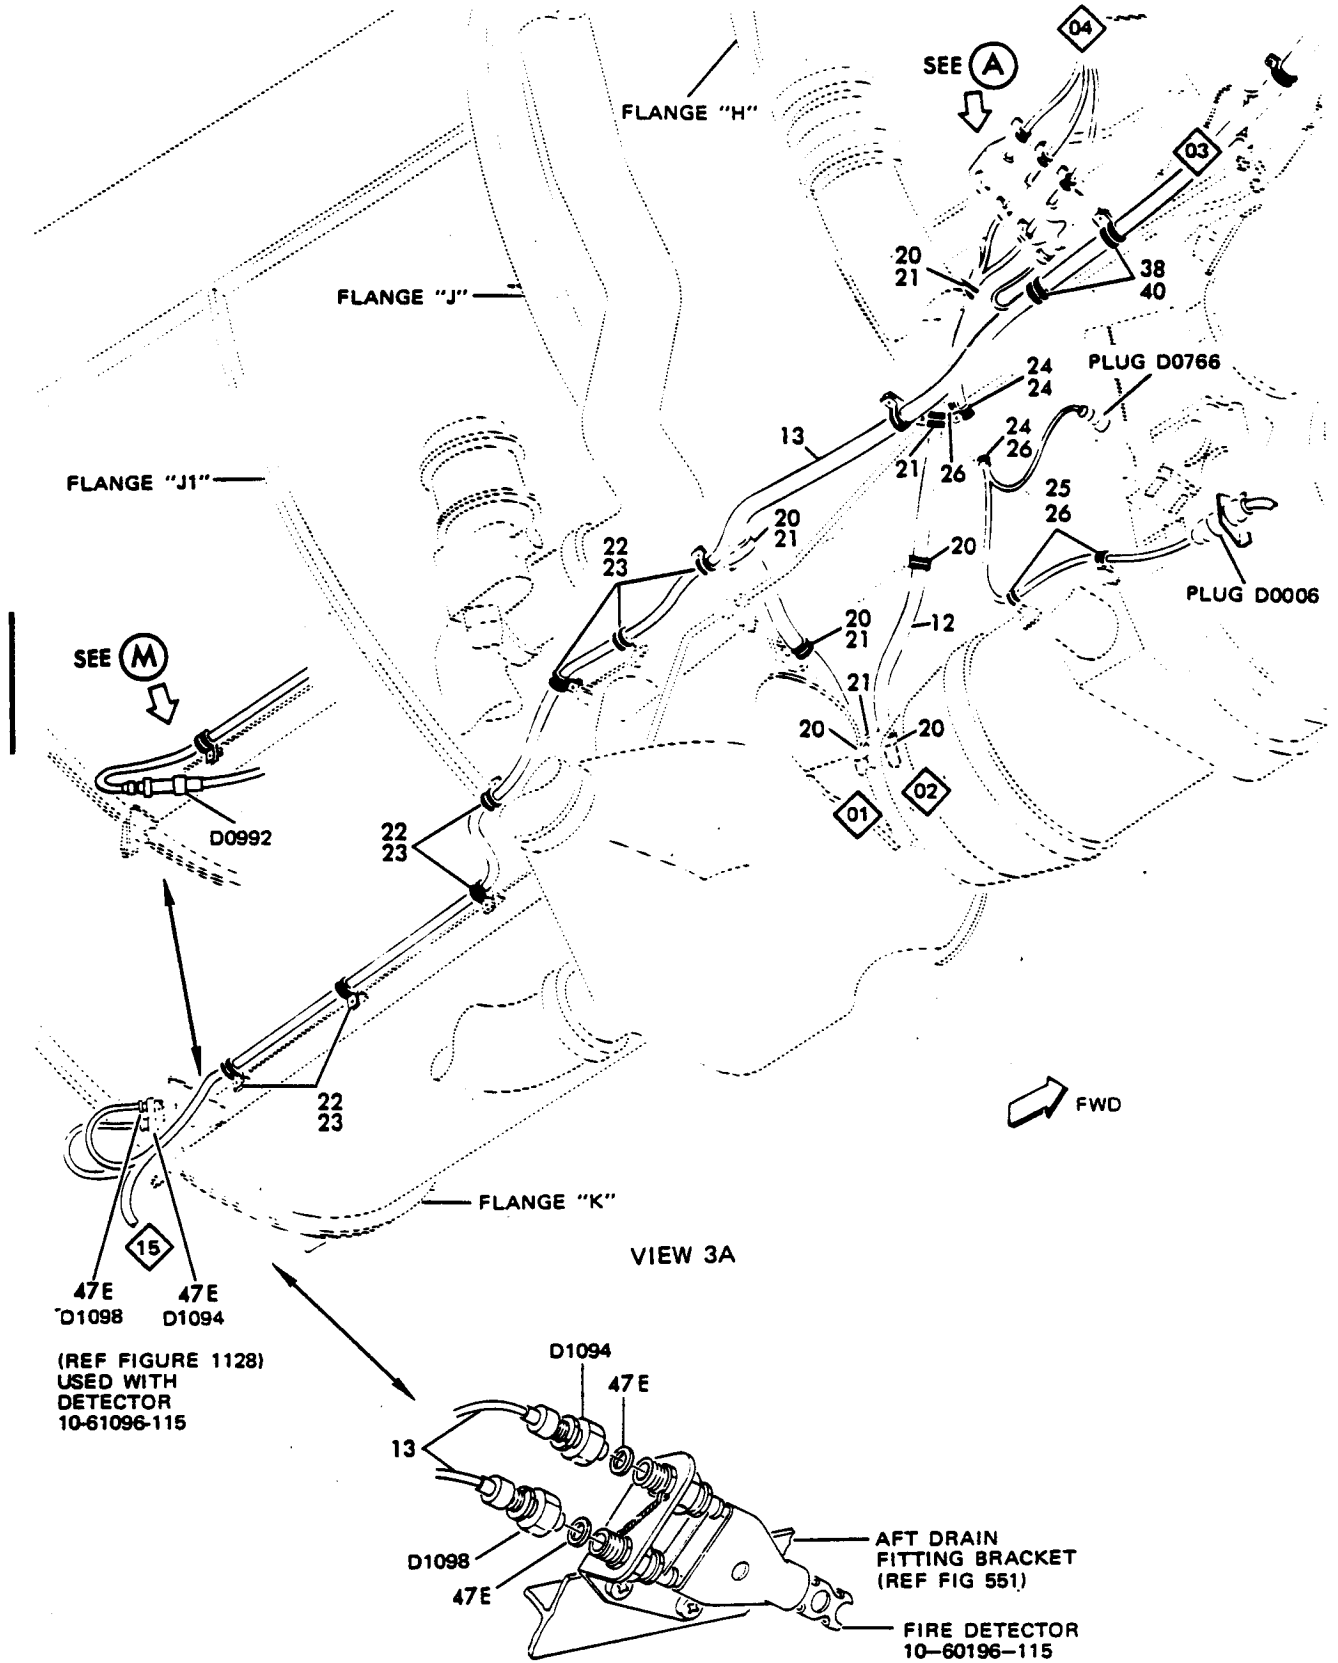 04
SEE A
FLANGE "H"
03
20
21
38
40
FLANGE "J"
PLUG D0766
24
24
13
24
26
21
26
FLANGE "J1"
25
26
20
21
22
23
20
PLUG D0006
20
21
12
SEE M
21
20
20
02
01
D0992
22
23
FWD
22
23
FLANGE "K"
15
VIEW 3A
47E
D1098
47E
D1094
(REF FIGURE 1128)
USED WITH
DETECTOR
10-61096-115
D1094
47E
13
D1098
47E
AFT DRAIN
FITTING BRACKET
(REF FIG 551)
FIRE DETECTOR
10-60196-115